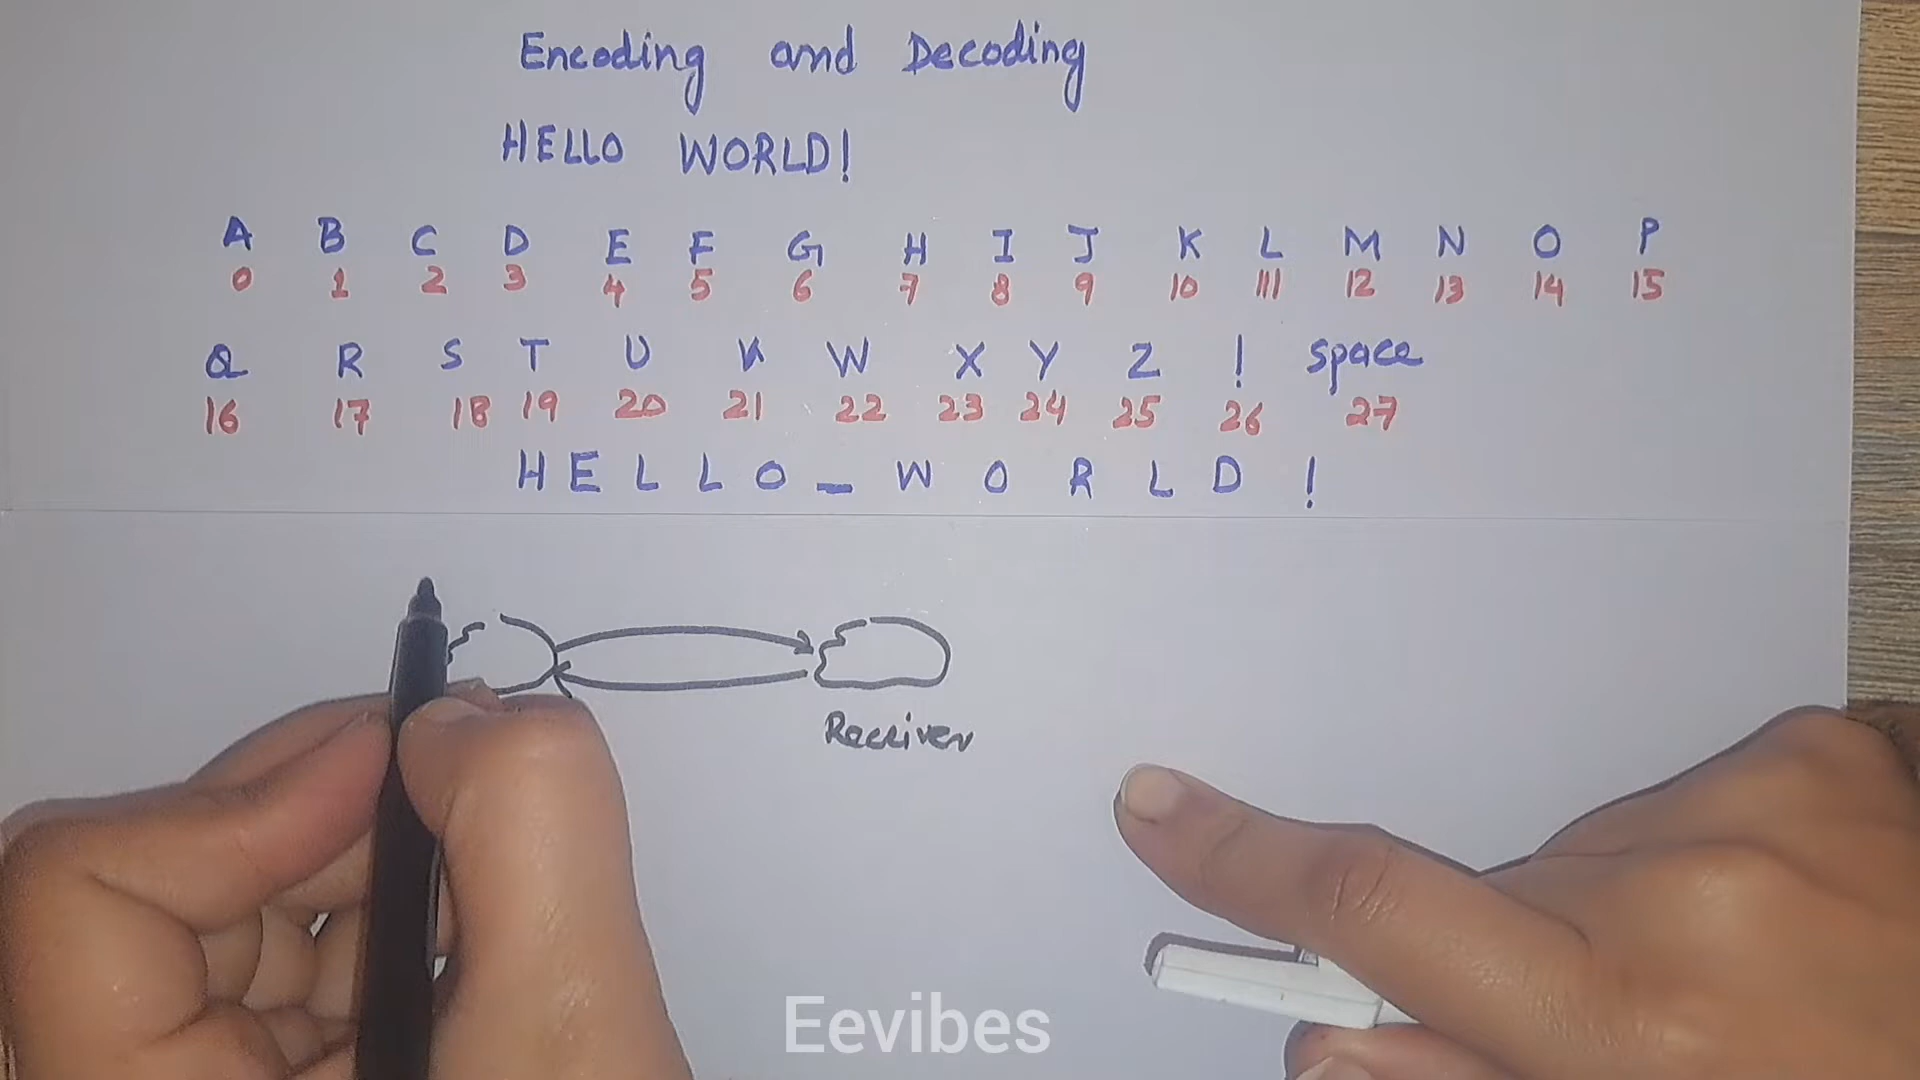 Encoding and Decoding
HELLO WORLD!
A B C D E F G H I J K L M N O P
0 1 2 3 4 5 6 7 8 9 10 11 12 13 14 15
Q R S T U V W X Y Z ! space
16 17 18 19 20 21 22 23 24 25 26 27
H E L L O _ W O R L D !
Receiver
Eevibes